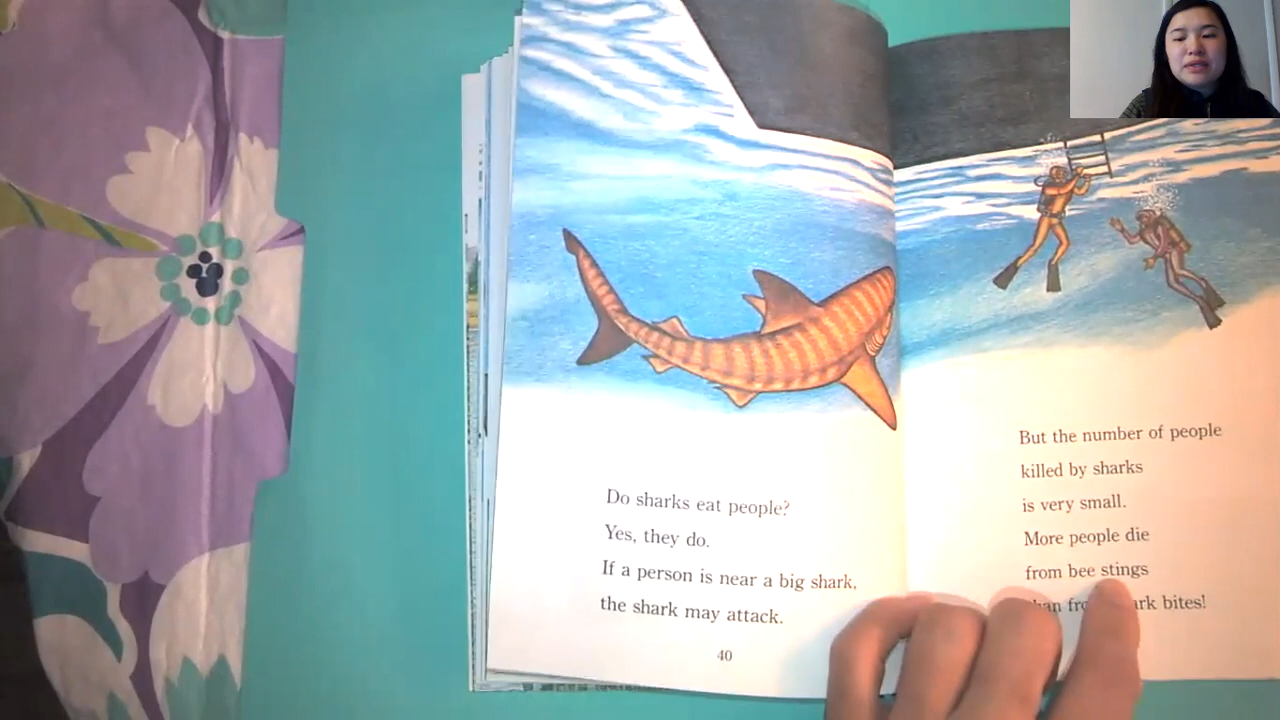 Do sharks eat people?
Yes, they do.
If a person is near a big shark,
the shark may attack.
40
But the number of people
killed by sharks
is very small.
More people die
from bee stings
bites!